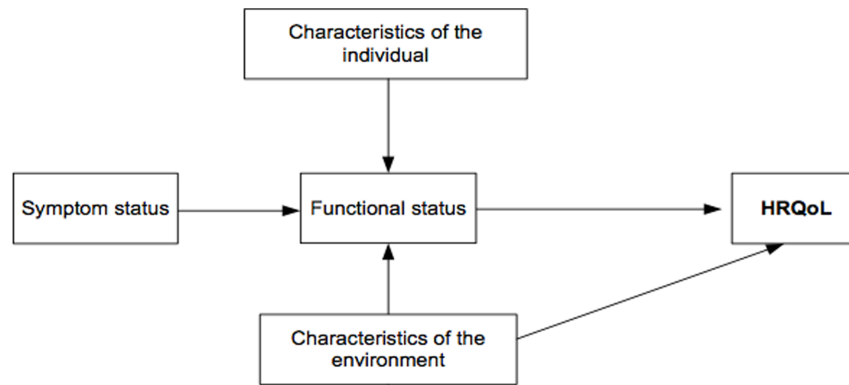 Characteristics of the
individual
Symptom status
Functional status
HRQoL
Characteristics of the
environment